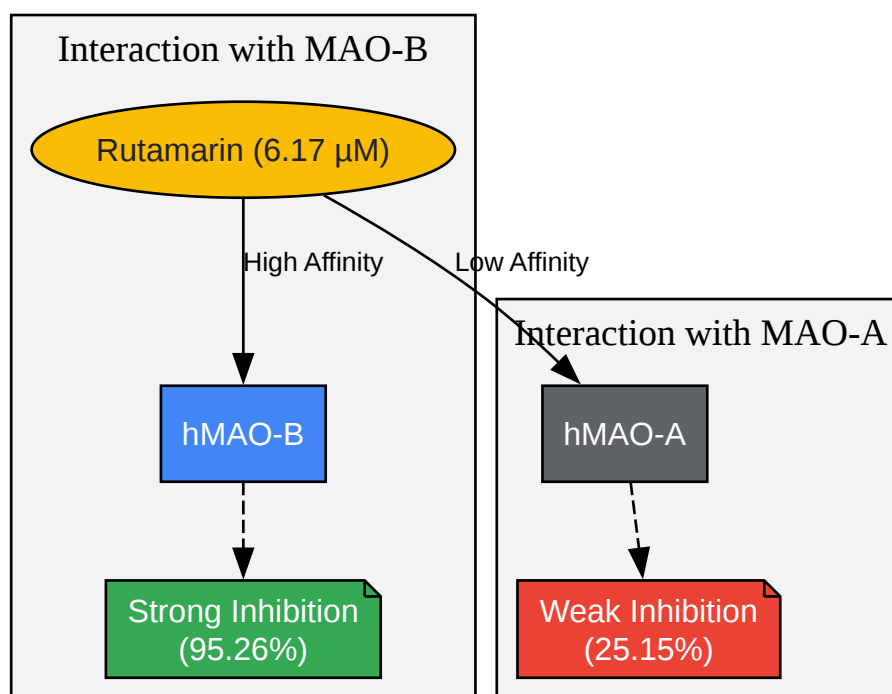 Interaction with MAO-B
Rutamarin (6.17 µM)
High Affinity
Low Affinity
Interaction with MAO-A
hMAO-B
hMAO-A
Strong Inhibition
(95.26%)
Weak Inhibition
(25.15%)